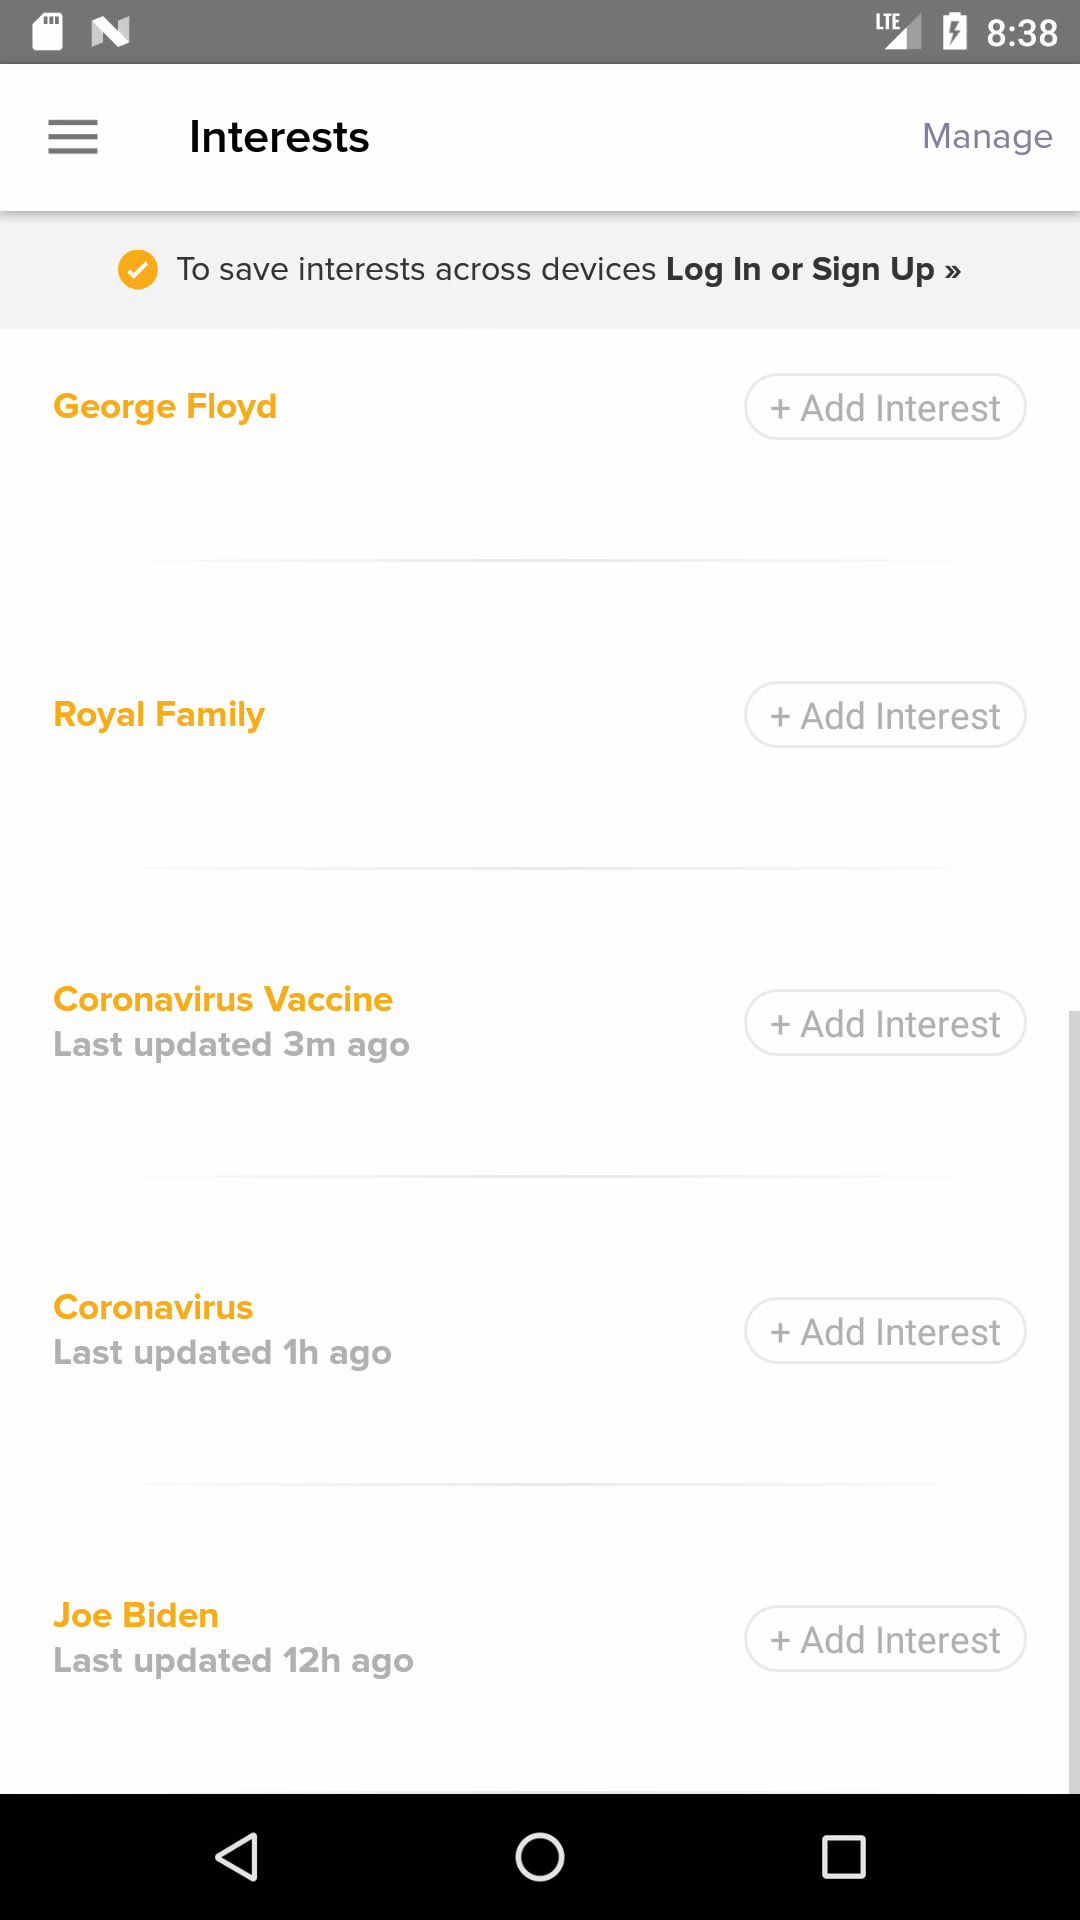 LTE 8:38
Interests Manage
To save interests across devices Log In or Sign Up »
George Floyd + Add Interest
Royal Family + Add Interest
Coronavirus Vaccine
Last updated 3m ago + Add Interest
Coronavirus
Last updated 1h ago + Add Interest
Joe Biden
Last updated 12h ago + Add Interest